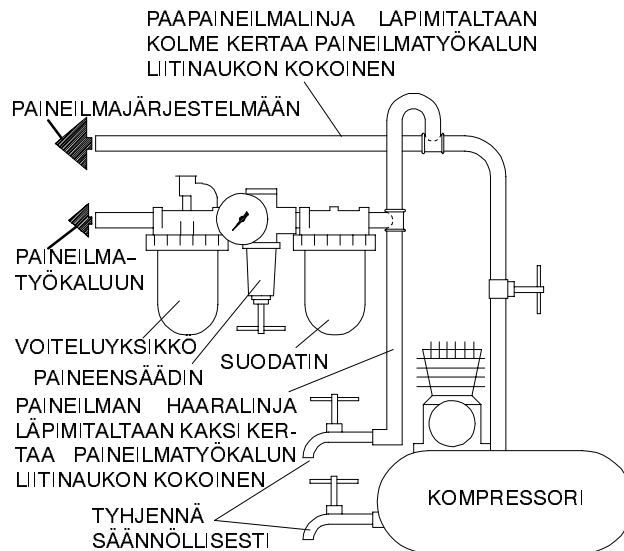 PAAPAINEILMALINJA LAPIMITALTAAN
KOLME KERTAA PAINEILMATYÖKALUN
LIITINAUKON KOKOINEN
PAINEILMAJÄRJESTELMÄÄN
PAINEILMA–
TYÖKALUUN
VOITELUYKSIKKÖ
SUODATIN
PAINEENSÄÄDIN
PAINEILMAN HAARALINJA
LÄPIMITALTAAN KAKSI KER-
TAA PAINEILMATYÖKALUN
LIITINAUKON KOKOINEN
KOMPRESSORI
TYHJENNÄ
SÄÄNNÖLLISESTI